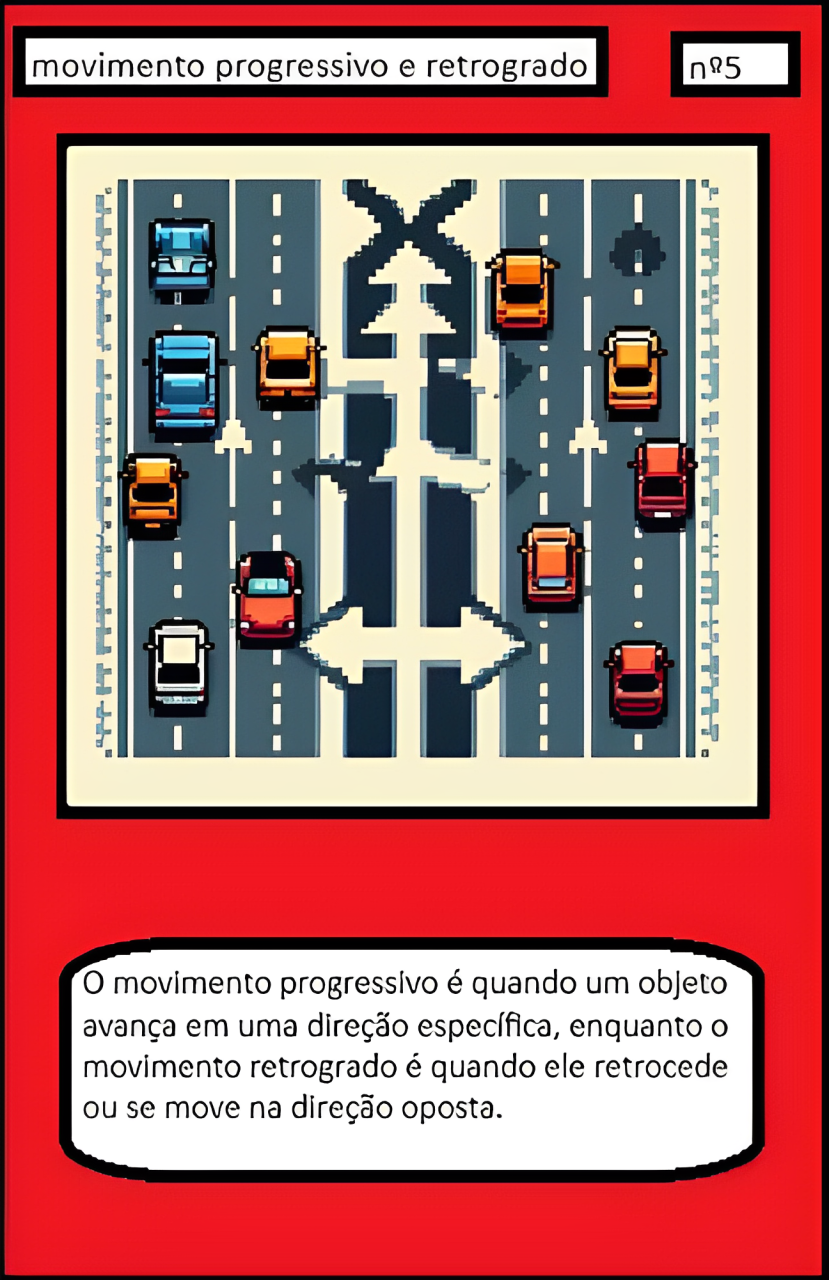 movimento progressivo e retrogrado
nº5
O movimento progressivo é quando um objeto
avança em uma direção específica, enquanto o
movimento retrogrado é quando ele retrocede
ou se move na direção oposta.